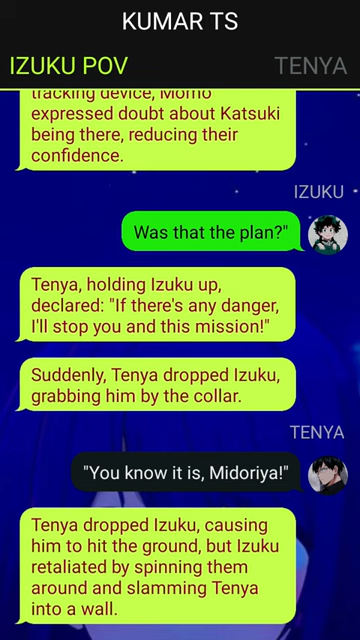 KUMAR TS
IZUKU POV
TENYA
tracking device, Momo
expressed doubt about Katsuki
being there, reducing their
confidence.
IZUKU
Was that the plan?"
Tenya, holding Izuku up,
declared: "If there's any danger,
I'll stop you and this mission!"
Suddenly, Tenya dropped Izuku,
grabbing him by the collar.
TENYA
"You know it is, Midoriya!"
Tenya dropped Izuku, causing
him to hit the ground, but Izuku
retaliated by spinning them
around and slamming Tenya
into a wall.